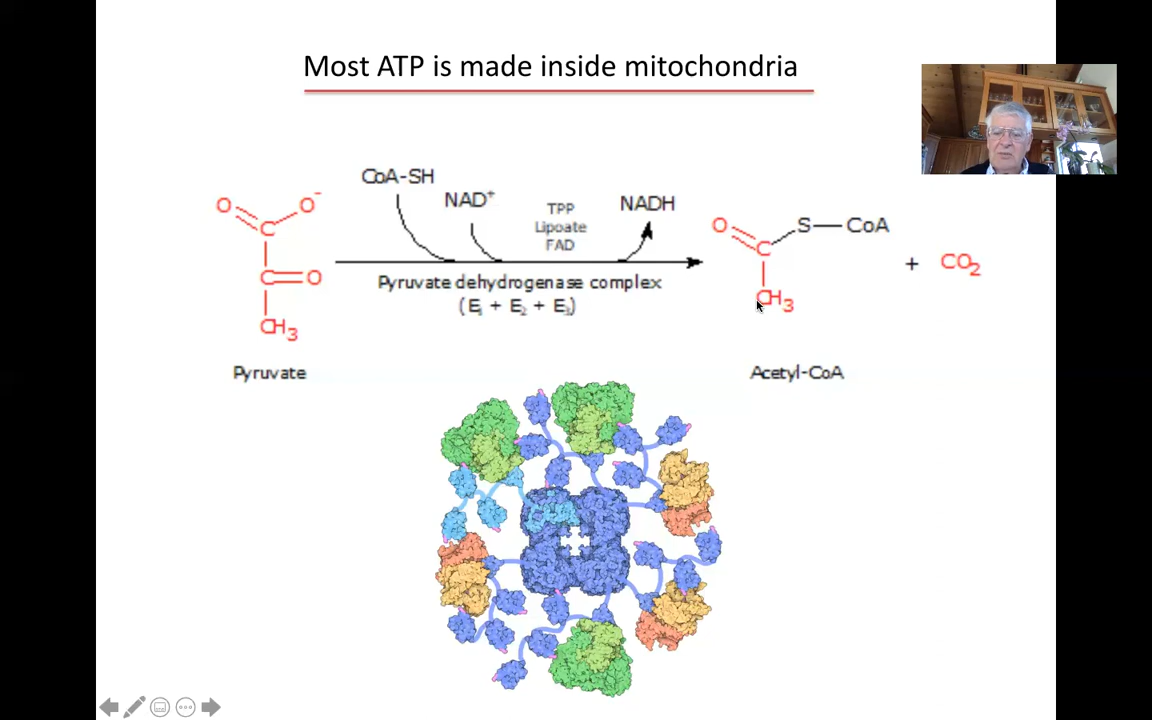 Most ATP is made inside mitochondria
CoA-SH
NAD⁺
TPP
Lipoate
FAD
NADH
O
O⁻
C
C
O
CH₃
Pyruvate dehydrogenase complex
(E₁ + E₂ + E₃)
O
C
S
CoA
CH₃
+
CO₂
Pyruvate
Acetyl-CoA